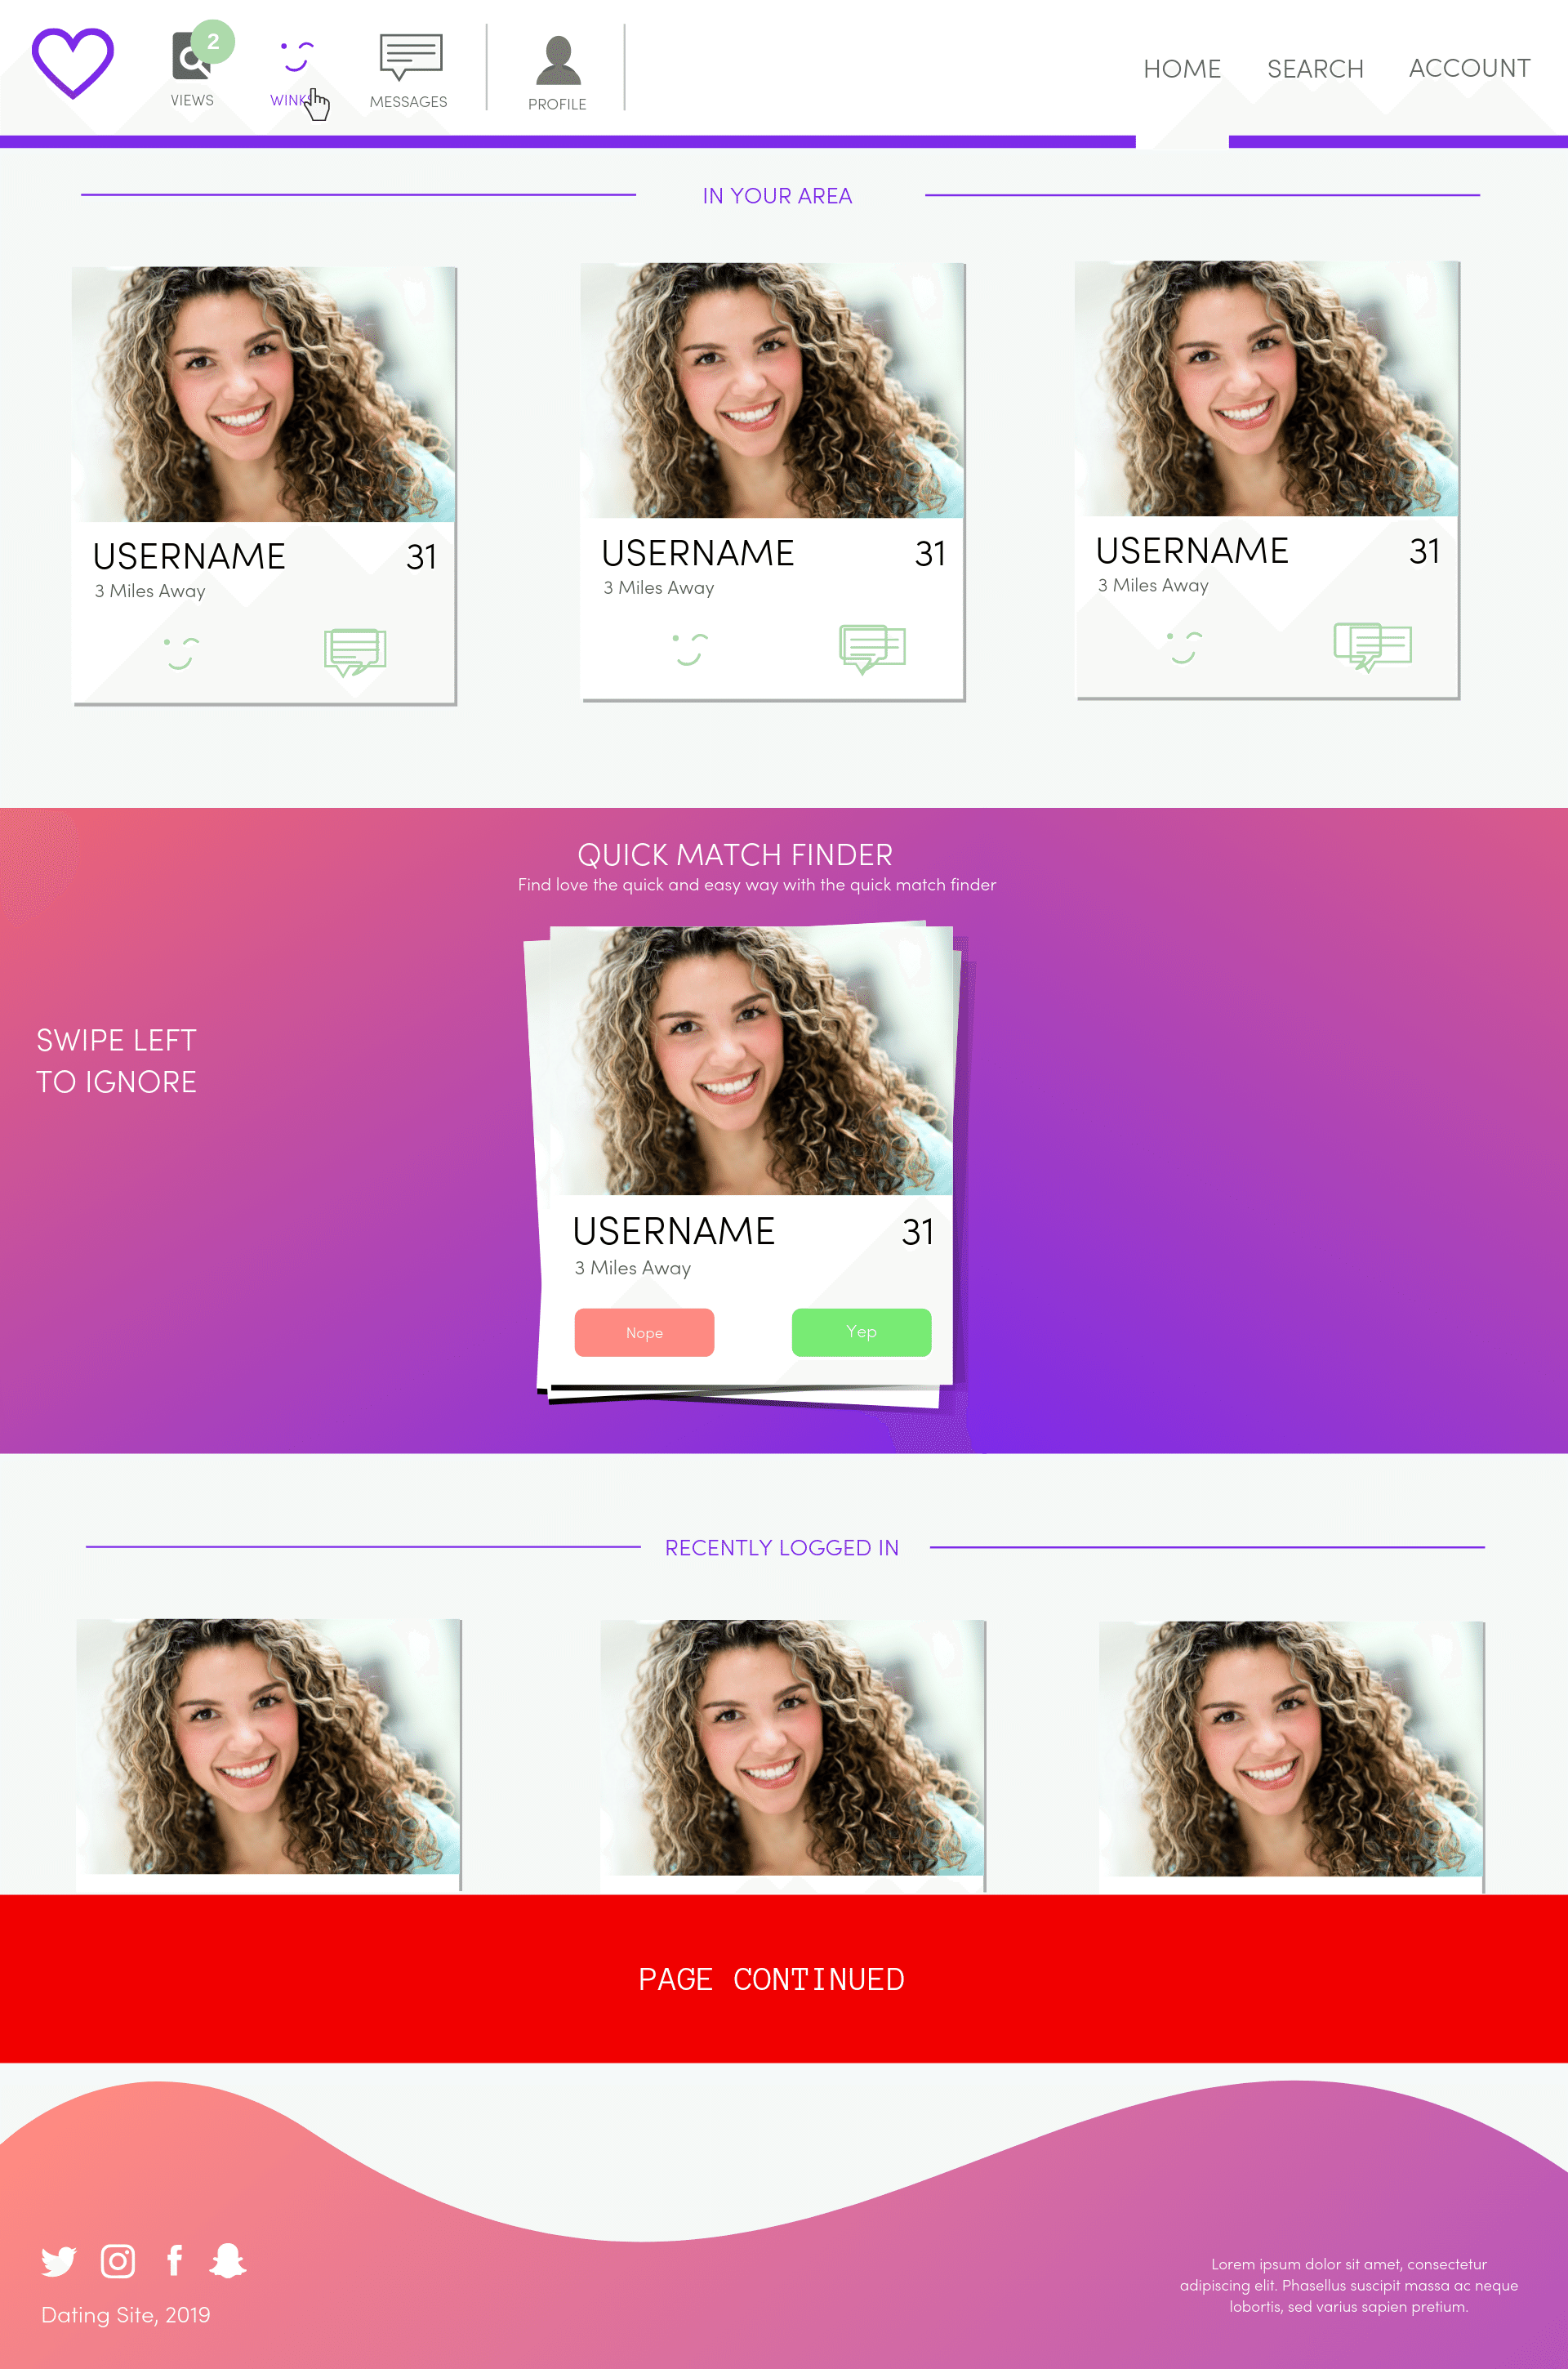 2
VIEWS
WINKS
MESSAGES
PROFILE
HOME
SEARCH
ACCOUNT
IN YOUR AREA
USERNAME 31
3 Miles Away
USERNAME 31
3 Miles Away
USERNAME 31
3 Miles Away
QUICK MATCH FINDER
Find love the quick and easy way with the quick match finder
SWIPE LEFT
TO IGNORE
USERNAME 31
3 Miles Away
Nope
Yep
RECENTLY LOGGED IN
PAGE CONTINUED
Dating Site, 2019
Lorem ipsum dolor sit amet, consectetur
adipiscing elit. Phasellus suscipit massa ac neque
lobortis, sed varius sapien pretium.